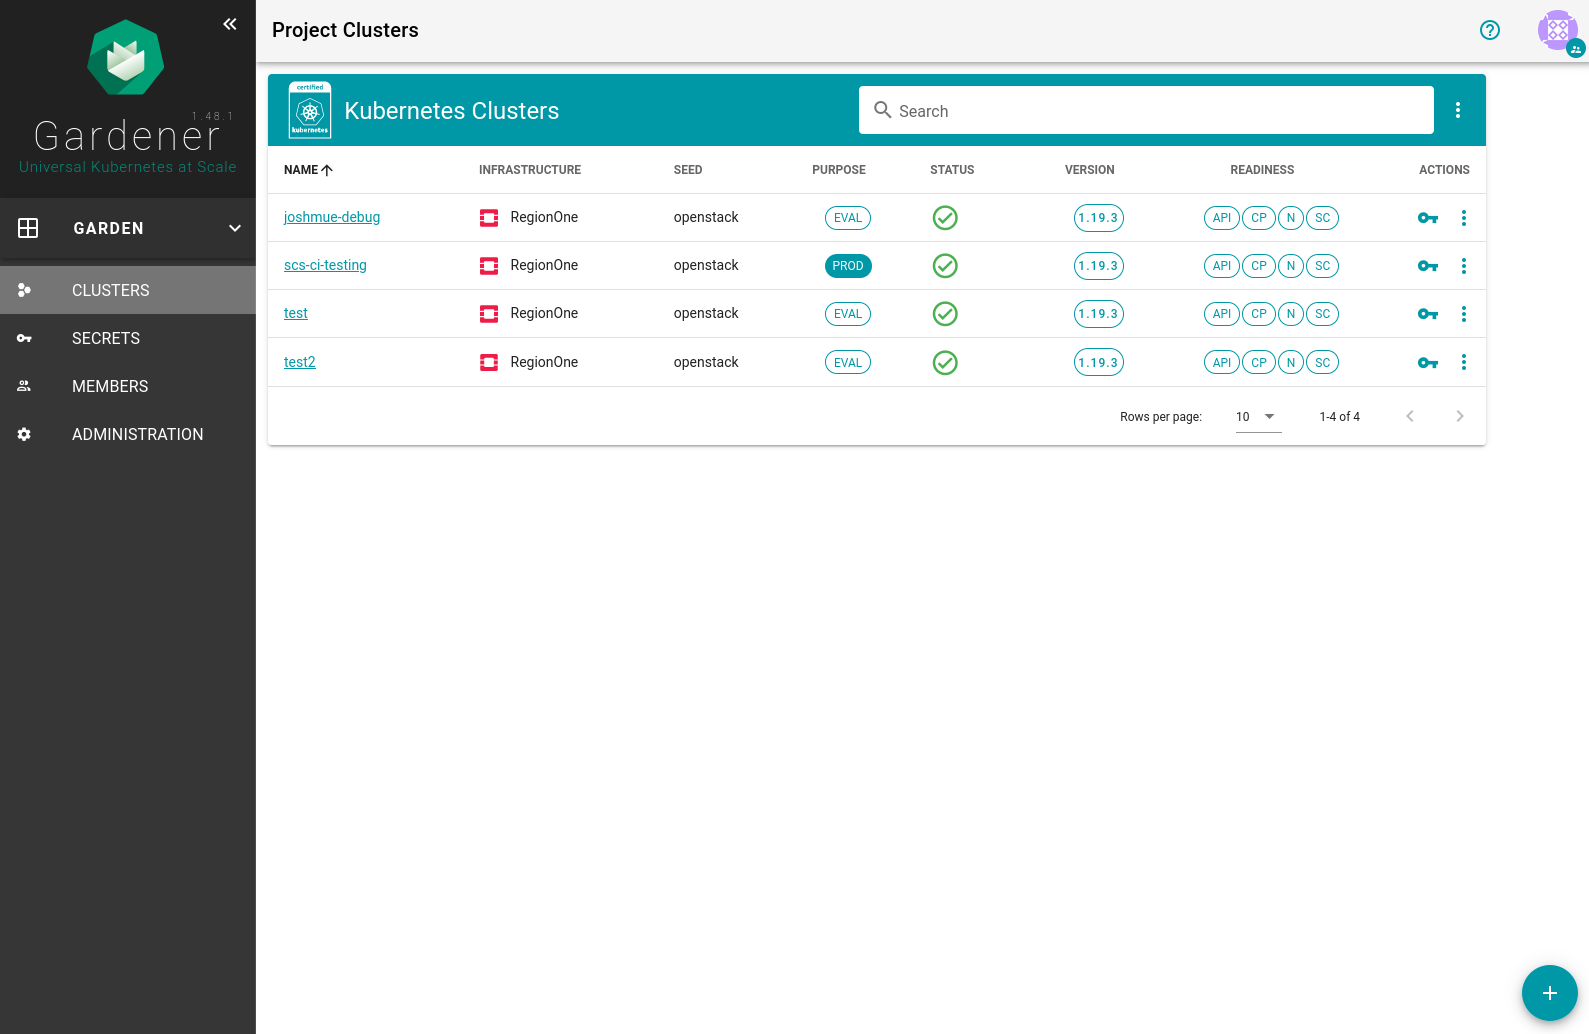 Project Clusters
1.48.1
Gardener
Universal Kubernetes at Scale
GARDEN
CLUSTERS
SECRETS
MEMBERS
ADMINISTRATION
certified
kubernetes
Kubernetes Clusters
Search
NAME INFRASTRUCTURE SEED PURPOSE STATUS VERSION READINESS ACTIONS
joshmue-debug RegionOne openstack EVAL 1.19.3 API CP N SC
scs-ci-testing RegionOne openstack PROD 1.19.3 API CP N SC
test RegionOne openstack EVAL 1.19.3 API CP N SC
test2 RegionOne openstack EVAL 1.19.3 API CP N SC
Rows per page: 10 1-4 of 4